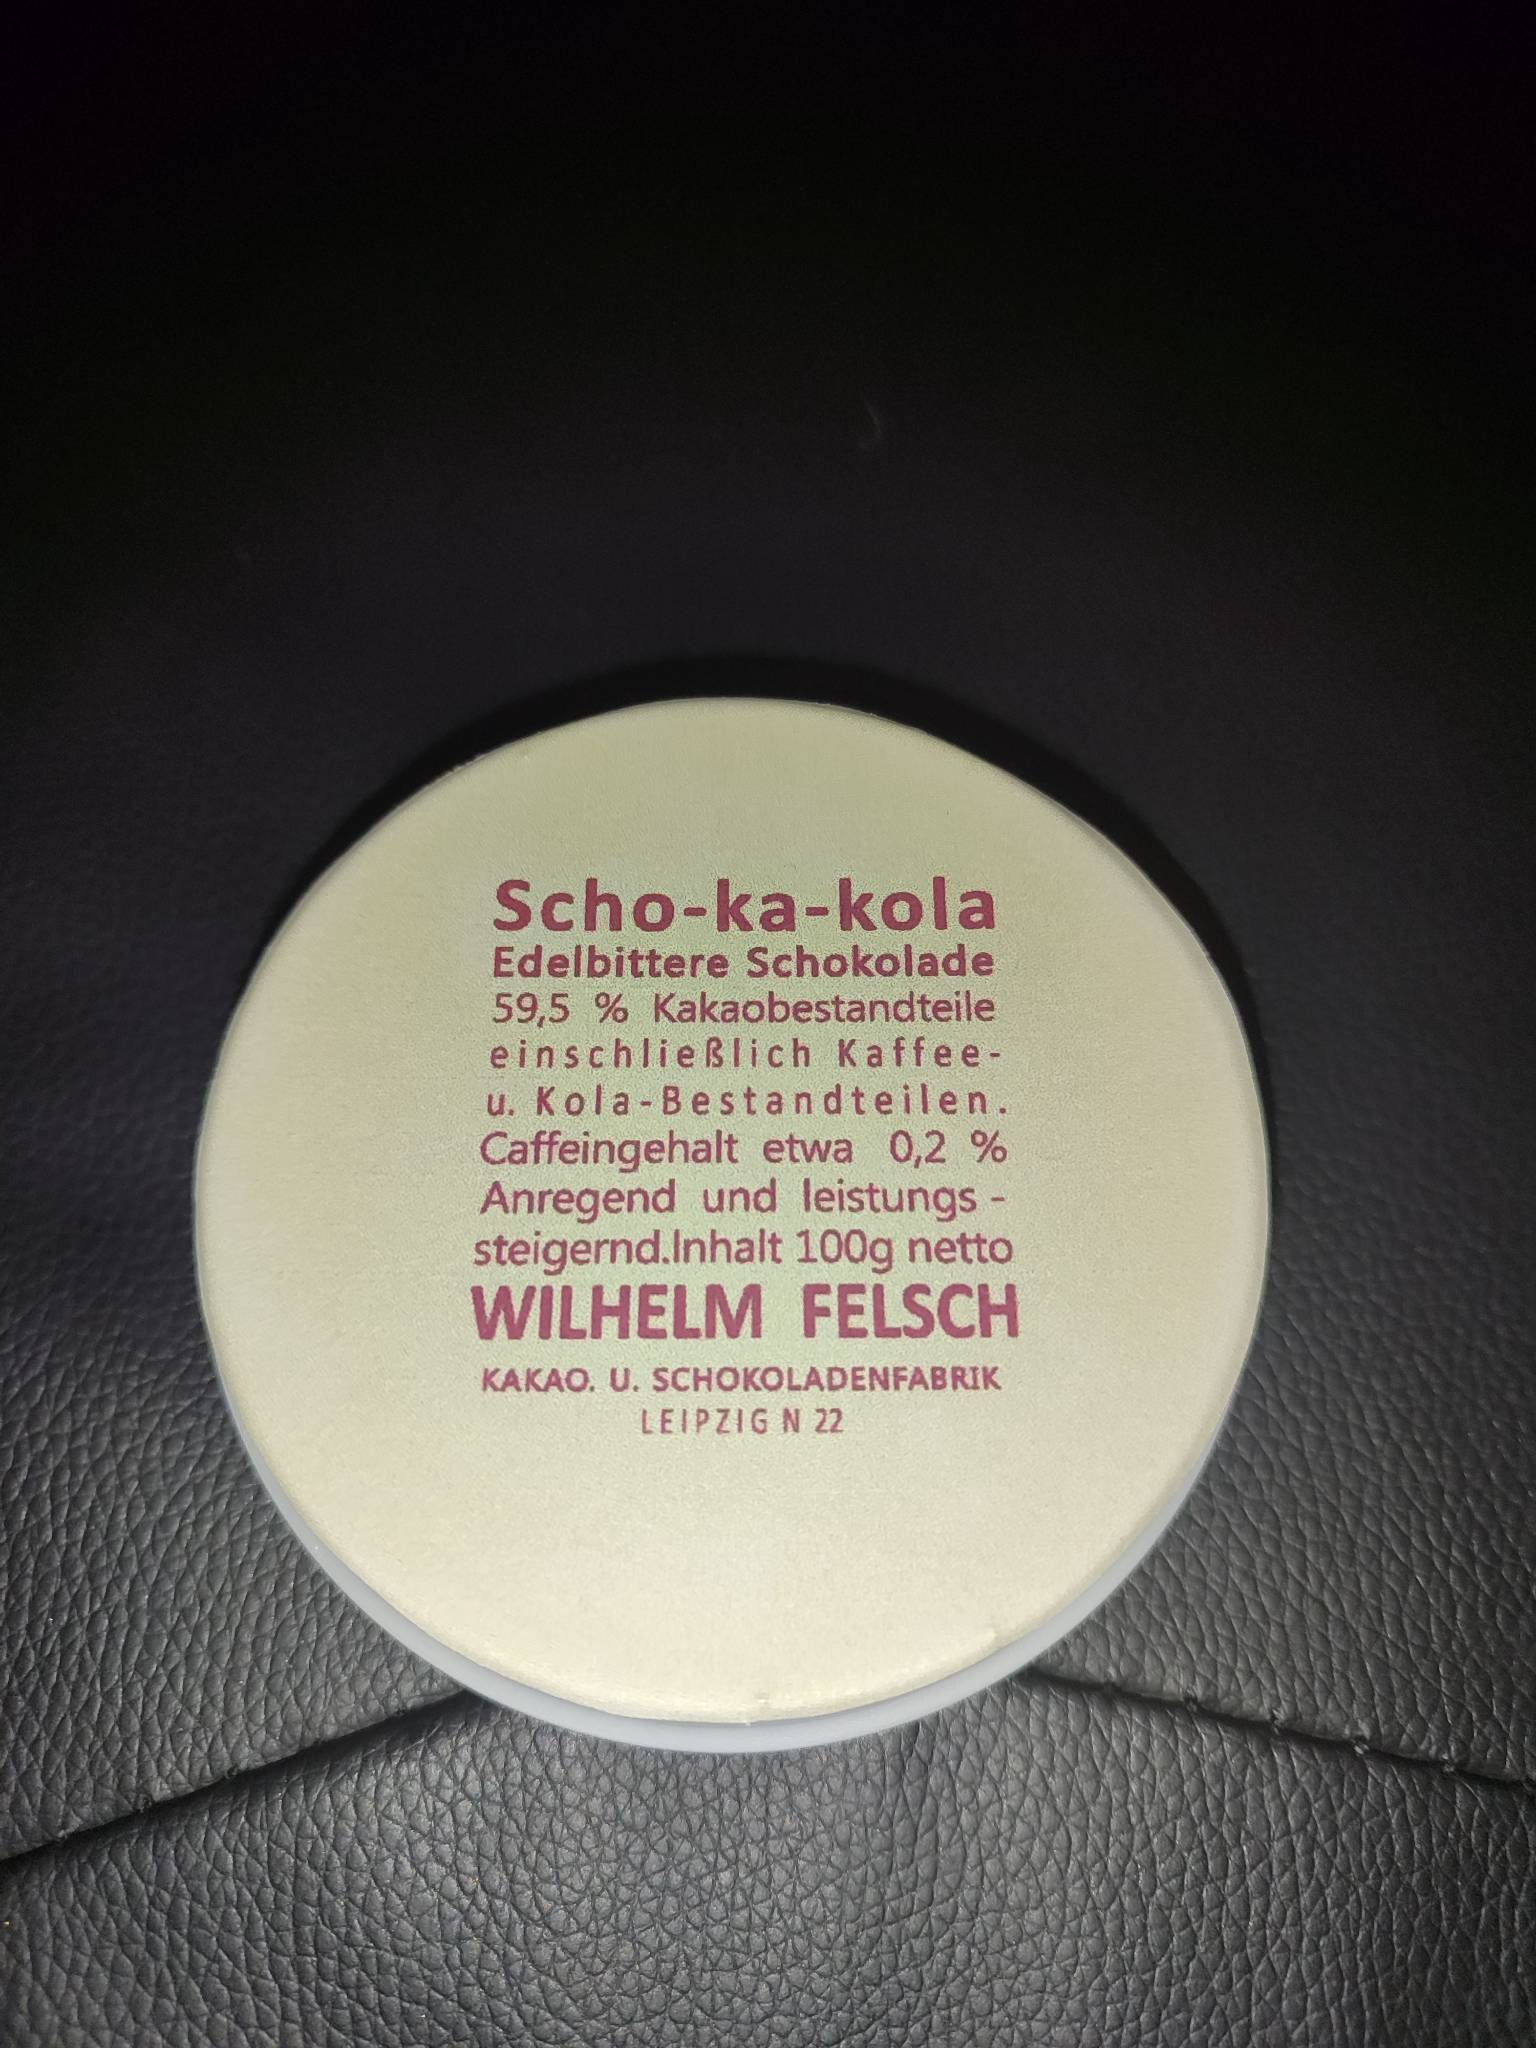 Scho-ka-kola
Edelbittere Schokolade
59,5 % Kakaobestandteile
einschließlich Kaffee-
u. Kola-Bestandteilen.
Caffeingehalt etwa 0,2 %
Anregend und leistungs-
steigernd.Inhalt 100g netto
WILHELM FELSCH
KAKAO. U. SCHOKOLADENFABRIK
LEIPZIG N 22